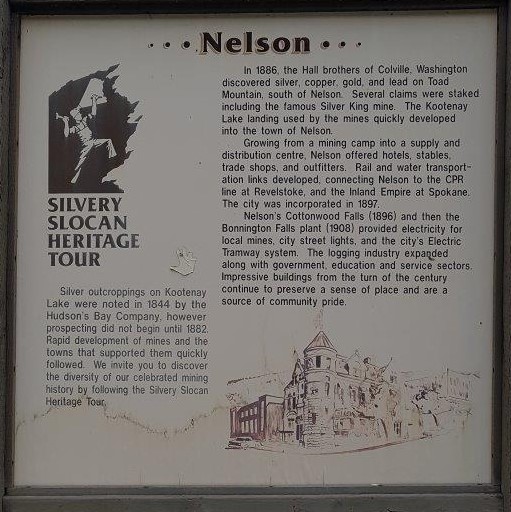 • • • Nelson • • •
In 1886, the Hall brothers of Colville, Washington
discovered silver, copper, gold, and lead on Toad
Mountain, south of Nelson. Several claims were staked
including the famous Silver King mine. The Kootenay
Lake landing used by the mines quickly developed
into the town of Nelson.
Growing from a mining camp into a supply and
distribution centre, Nelson offered hotels, stables,
trade shops, and outfitters. Rail and water transport-
ation links developed, connecting Nelson to the CPR
line at Revelstoke, and the Inland Empire at Spokane.
The city was incorporated in 1897.
Nelson's Cottonwood Falls (1896) and then the
Bonnington Falls plant (1908) provided electricity for
local mines, city street lights, and the city's Electric
Tramway system. The logging industry expanded
along with government, education and service sectors.
Impressive buildings from the turn of the century
continue to preserve a sense of place and are a
source of community pride.
SILVERY
SLOCAN
HERITAGE
TOUR
Silver outcroppings on Kootenay
Lake were noted in 1844 by the
Hudson's Bay Company, however
prospecting did not begin until 1882.
Rapid development of mines and the
towns that supported them quickly
followed. We invite you to discover
the diversity of our celebrated mining
history by following the Silvery Slocan
Heritage Tour.